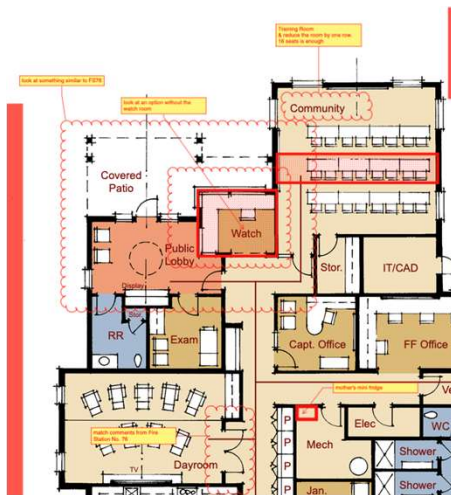 Training Room
& reduce the room by one row.
16 seats is enough.
look at something similar to FS76
look at an option without the
watch room
Community
Covered
Patio
Watch
Public
Lobby
Stor.
IT/CAD
Display
RR
Exam
Capt. Office
FF Office
mother's mini fridge
match comments from Fire
Station No. 76
Elec
WC
P
Mech
P
Shower
Dayroom
P
TV
Shower
P
Jan.